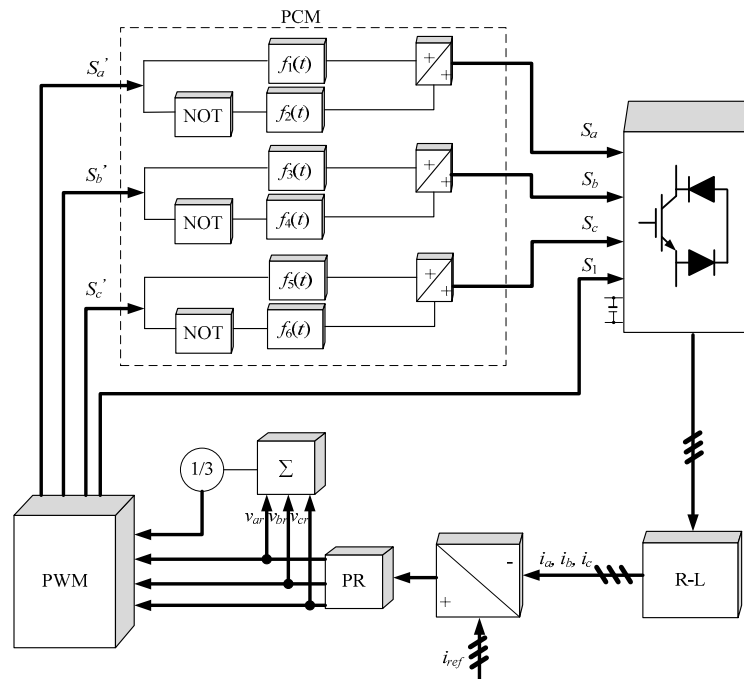 PCM
Sa'
f1(t)
+
+
NOT
f2(t)
Sb'
f3(t)
+
+
NOT
f4(t)
Sc'
f5(t)
+
+
NOT
f6(t)
Sa
Sb
Sc
S1
1/3
Σ
var
vbr
vcr
PWM
PR
-
+
ia, ib, ic
R-L
iref